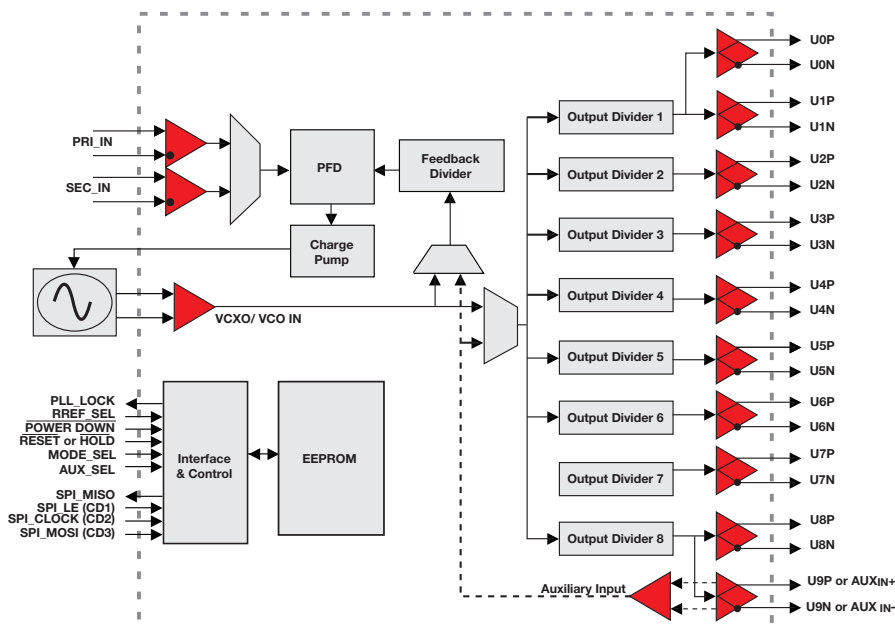 PRI_IN
SEC_IN
PFD
Feedback
Divider
Charge
Pump
VCXO/ VCO IN
PLL_LOCK
RREF_SEL
POWER DOWN
RESET or HOLD
MODE_SEL
AUX_SEL
SPI_MISO
SPI_LE (CD1)
SPI_CLOCK (CD2)
SPI_MOSI (CD3)
Interface
& Control
EEPROM
Output Divider 1
Output Divider 2
Output Divider 3
Output Divider 4
Output Divider 5
Output Divider 6
Output Divider 7
Output Divider 8
Auxiliary Input
U0P
U0N
U1P
U1N
U2P
U2N
U3P
U3N
U4P
U4N
U5P
U5N
U6P
U6N
U7P
U7N
U8P
U8N
U9P or AUXIN+
U9N or AUX IN–